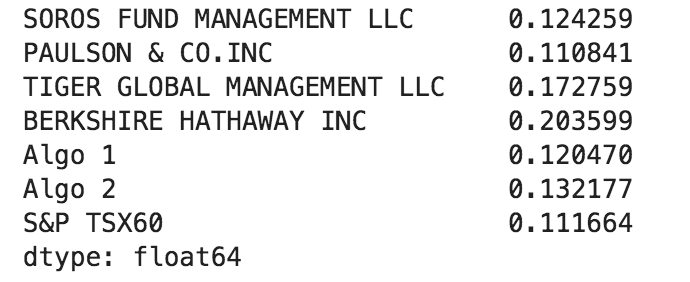 SOROS FUND MANAGEMENT LLC 0.124259
PAULSON & CO.INC 0.110841
TIGER GLOBAL MANAGEMENT LLC 0.172759
BERKSHIRE HATHAWAY INC 0.203599
Algo 1 0.120470
Algo 2 0.132177
S&P TSX60 0.111664
dtype: float64